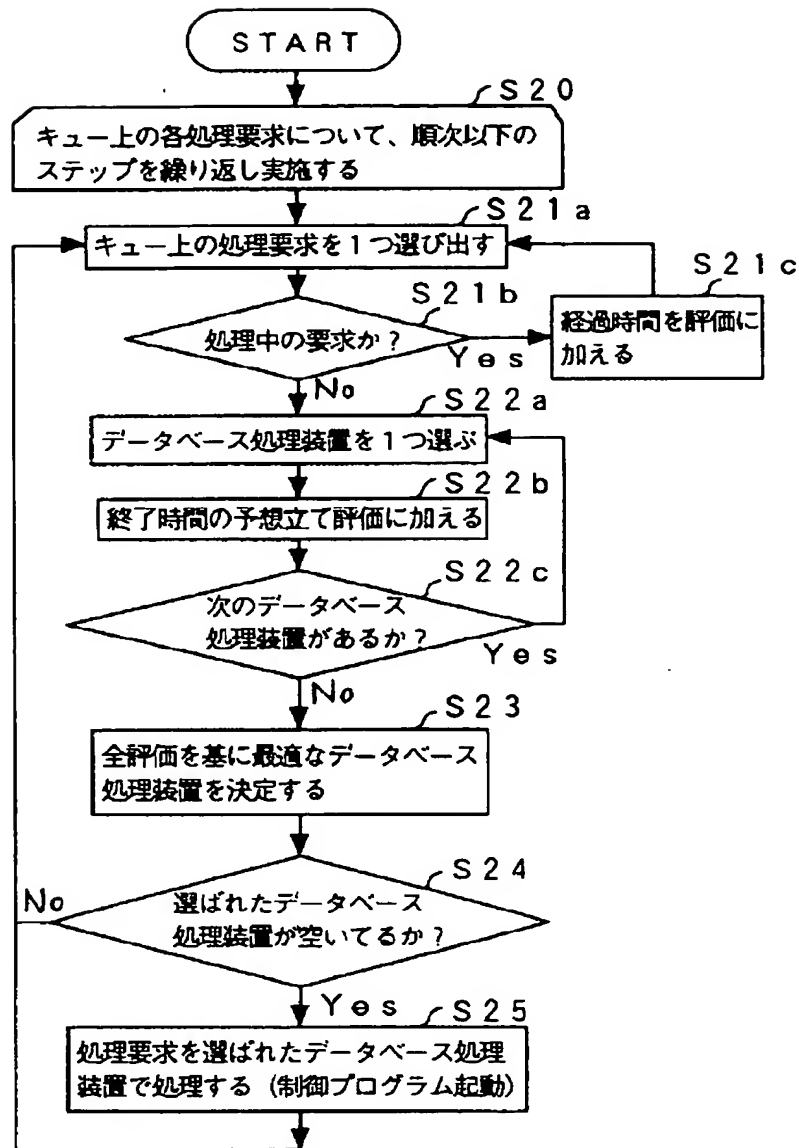 START
S20
キュー上の各処理要求について、順次以下の
ステップを繰り返し実施する
S21a
キュー上の処理要求を1つ選び出す
S21c
経過時間を評価に
加える
S21b
処理中の要求か?
Yes
No
S22a
データベース処理装置を1つ選ぶ
S22b
終了時間の予想立て評価に加える
S22c
次のデータベース
処理装置があるか?
Yes
No
S23
全評価を基に最適なデータベース
処理装置を決定する
S24
No
選ばれたデータベース
処理装置が空いてるか?
Yes
S25
処理要求を選ばれたデータベース処理
装置で処理する(制御プログラム起動)